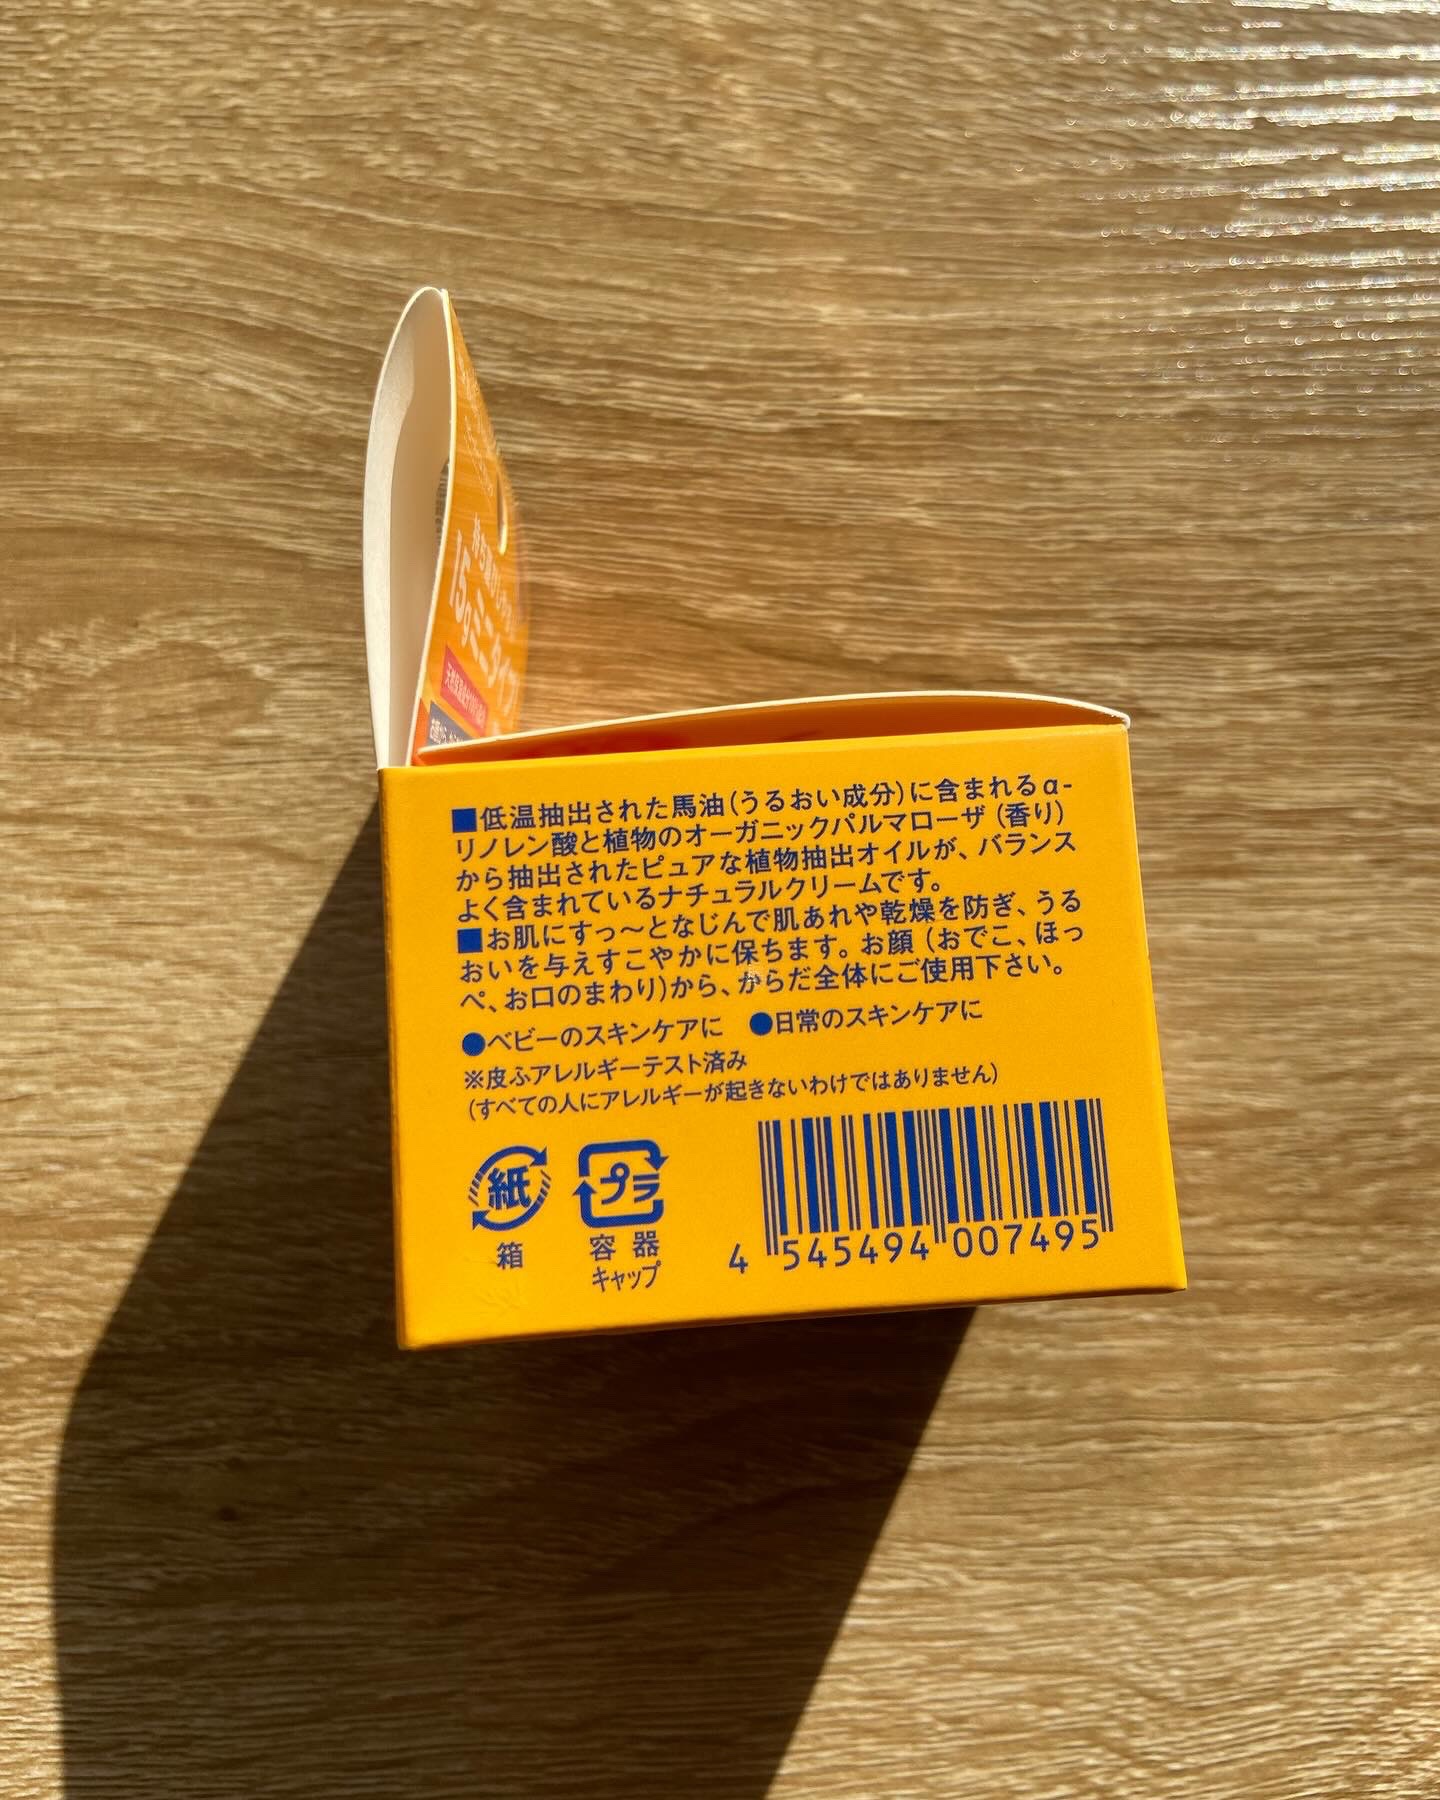 15gミニタイプ
■低温抽出された馬油(うるおい成分)に含まれるα-
リノレン酸と植物のオーガニックパルマローザ(香り)
から抽出されたピュアな植物抽出オイルが、バランス
よく含まれているナチュラルクリームです。
■お肌にすっ〜となじんで肌あれや乾燥を防ぎ、うる
おいを与えすこやかに保ちます。お顔(おでこ、ほっ
ぺ、お口のまわり)から、からだ全体にご使用下さい。
●ベビーのスキンケアに ●日常のスキンケアに
※皮ふアレルギーテスト済み
(すべての人にアレルギーが起きないわけではありません)
紙
箱
プラ
容器
キャップ
4 545494 007495